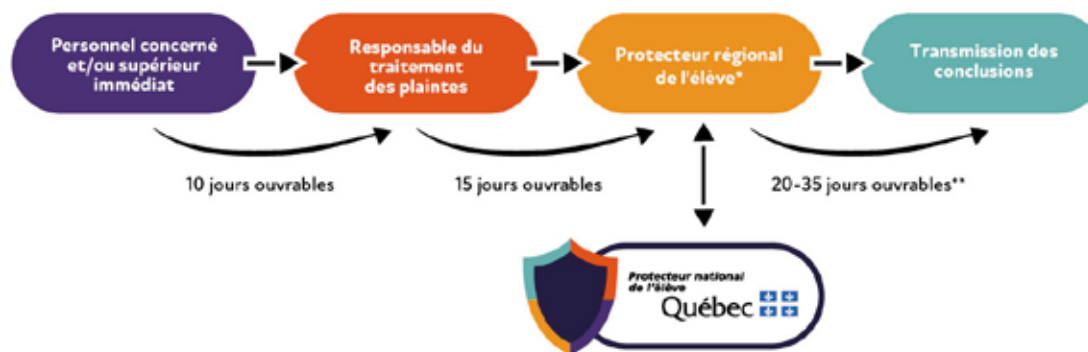 Personnel concerné
et/ou supérieur
immédiat
Responsable du
traitement
des plaintes
Protecteur régional
de l'élève*
Transmission des
conclusions
10 jours ouvrables
15 jours ouvrables
20-35 jours ouvrables**
Protecteur national
de l'élève
Québec